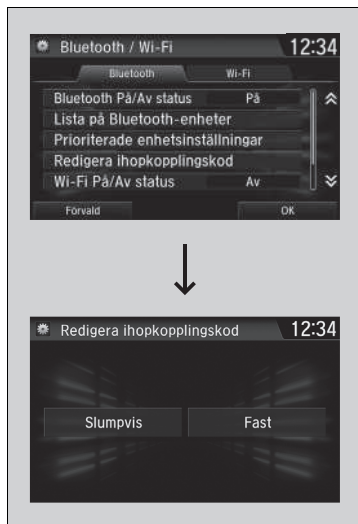 Bluetooth / Wi-Fi 12:34
Bluetooth Wi-Fi
Bluetooth På/Av status På
Lista på Bluetooth-enheter
Prioriterade enhetsinställningar
Redigera ihopkopplingskod
Wi-Fi På/Av status Av
Förvald OK
Redigera ihopkopplingskod 12:34
Slumpvis Fast